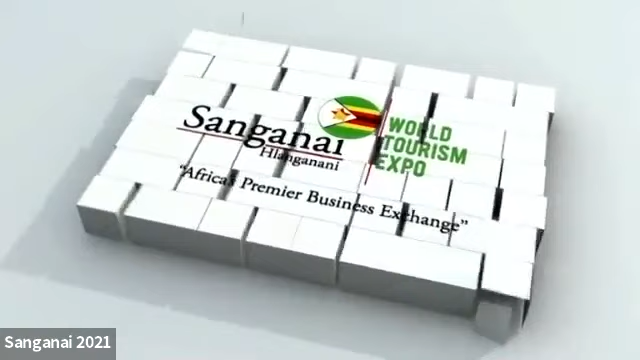 Sanganai
Hlanganani
WORLD
TOURISM
EXPO
"Africa's Premier Business Exchange"
Sanganai 2021